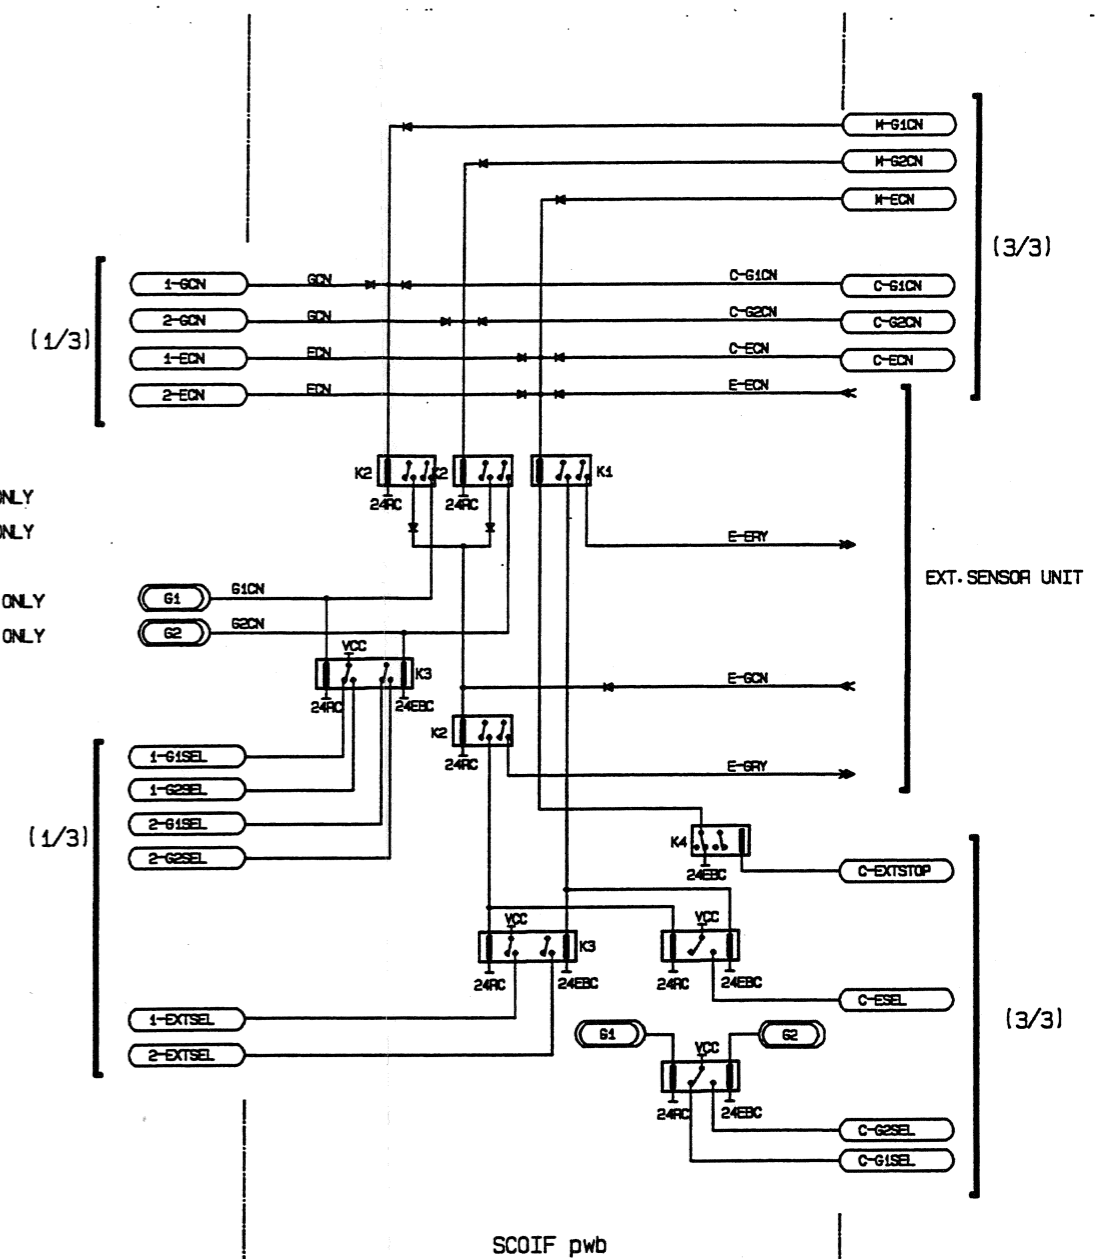 M-G1CN
M-G2CN
M-ECN
(3/3)
1-GCN GCN C-G1CN C-G1CN
2-GCN GCN C-G2CN C-G2CN
(1/3)
1-ECN ECN C-ECN C-ECN
2-ECN ECN E-ECN
K2 K2 K1
24RC 24RC
ONLY
ONLY
E-ERY
EXT.SENSOR UNIT
ONLY G1 G1CN
ONLY G2 G2CN
VCC
K3
24RC 24EBC
E-GCN
K2
24RC
1-G1SEL
E-GRY
1-G2SEL
(1/3)
2-G1SEL
2-G2SEL
K4
24EBC
C-EXTSTOP
VCC VCC
K3
24RC 24EBC 24RC 24EBC
C-ESEL
1-EXTSEL
(3/3)
G1 G2
2-EXTSEL
VCC
24RC 24EBC
C-G2SEL
C-G1SEL
SCOIF pwb